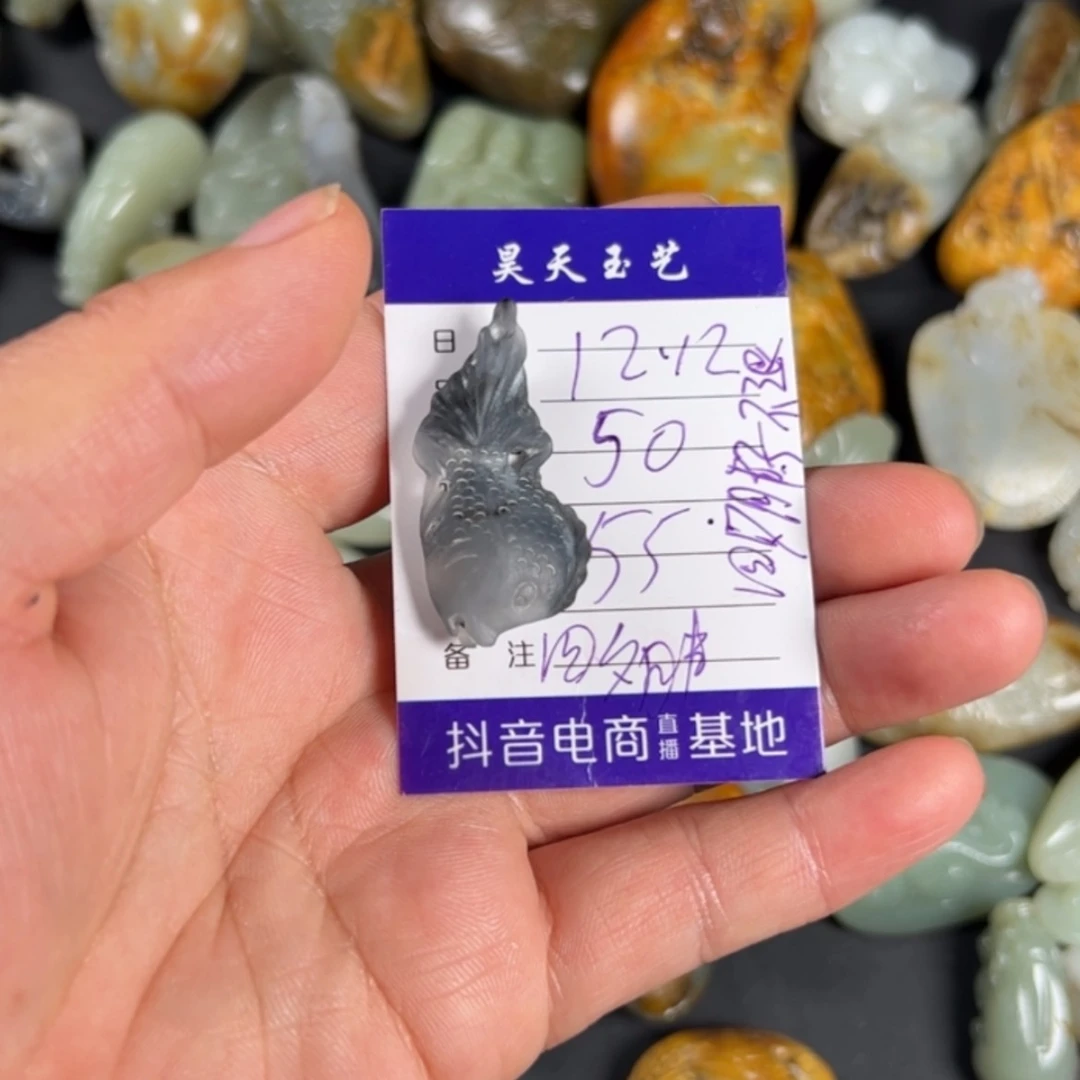 昊天玉艺
日 12.12
50
55
备 注
抖音电商直播基地